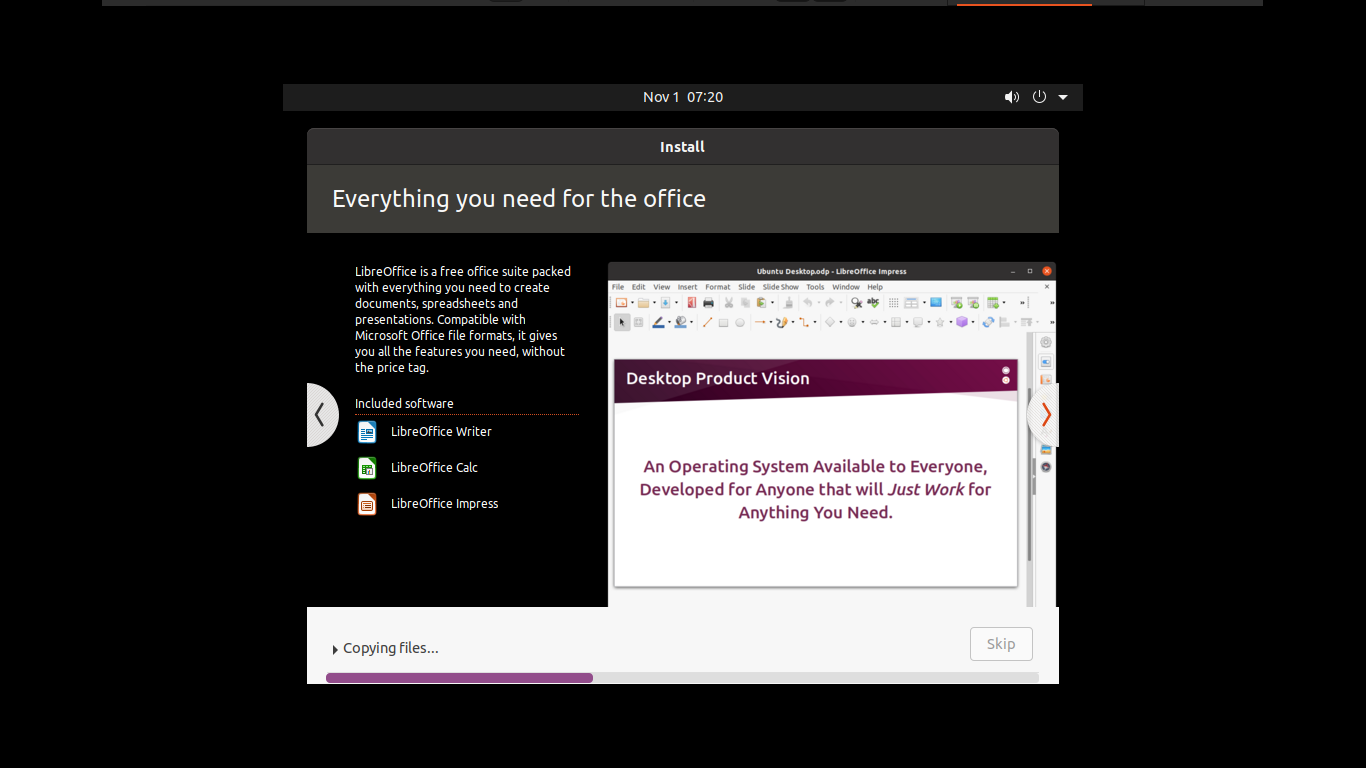 Nov 1 07:20
Install
Everything you need for the office
LibreOffice is a free office suite packed
with everything you need to create
documents, spreadsheets and
presentations. Compatible with
Microsoft Office file formats, it gives
you all the features you need, without
the price tag.
Included software
LibreOffice Writer
LibreOffice Calc
LibreOffice Impress
Ubuntu Desktop.odp - LibreOffice Impress
File Edit View Insert Format Slide Slide Show Tools Window Help
abc
Desktop Product Vision
An Operating System Available to Everyone,
Developed for Anyone that will Just Work for
Anything You Need.
Copying files...
Skip